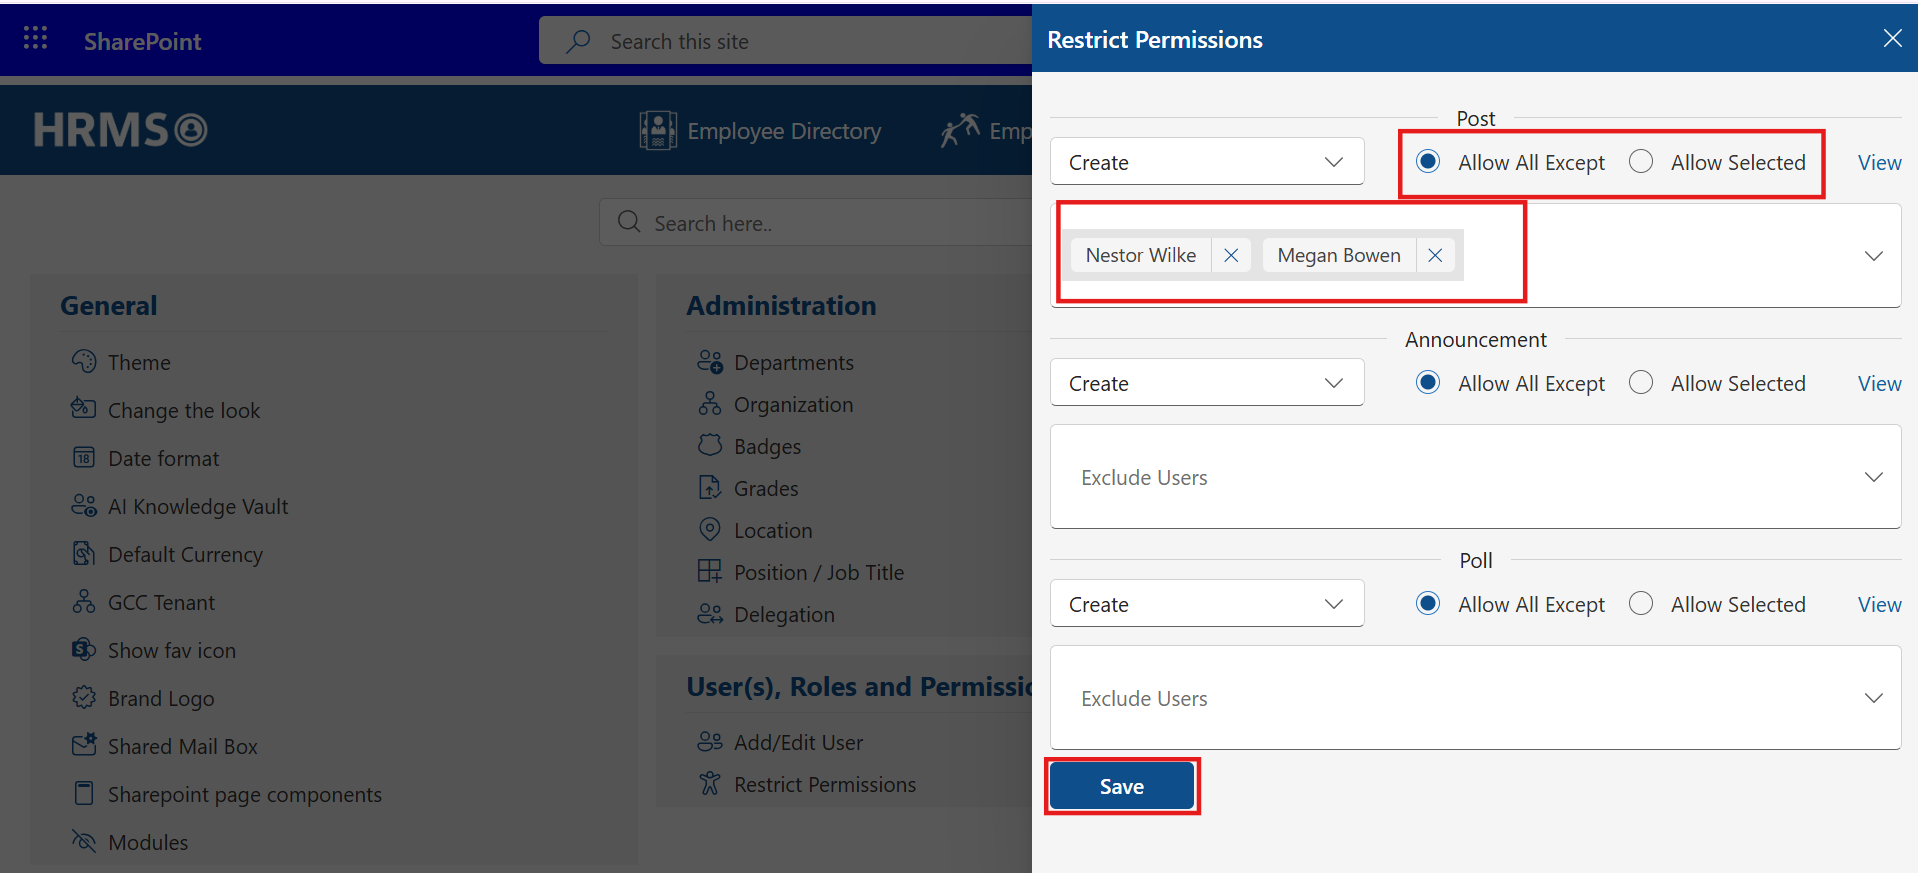 SharePoint
Search this site
Restrict Permissions
HRMS
Employee Directory
Emp
Search here..
General
Theme
Change the look
18
Date format
AI Knowledge Vault
Default Currency
GCC Tenant
S
Show fav icon
Brand Logo
Shared Mail Box
Sharepoint page components
Modules
Administration
Departments
Organization
Badges
Grades
Location
Position / Job Title
Delegation
User(s), Roles and Permissio
Add/Edit User
Restrict Permissions
Post
Create
Allow All Except
Allow Selected
View
Nestor Wilke
Megan Bowen
Announcement
Create
Allow All Except
Allow Selected
View
Exclude Users
Poll
Create
Allow All Except
Allow Selected
View
Exclude Users
Save